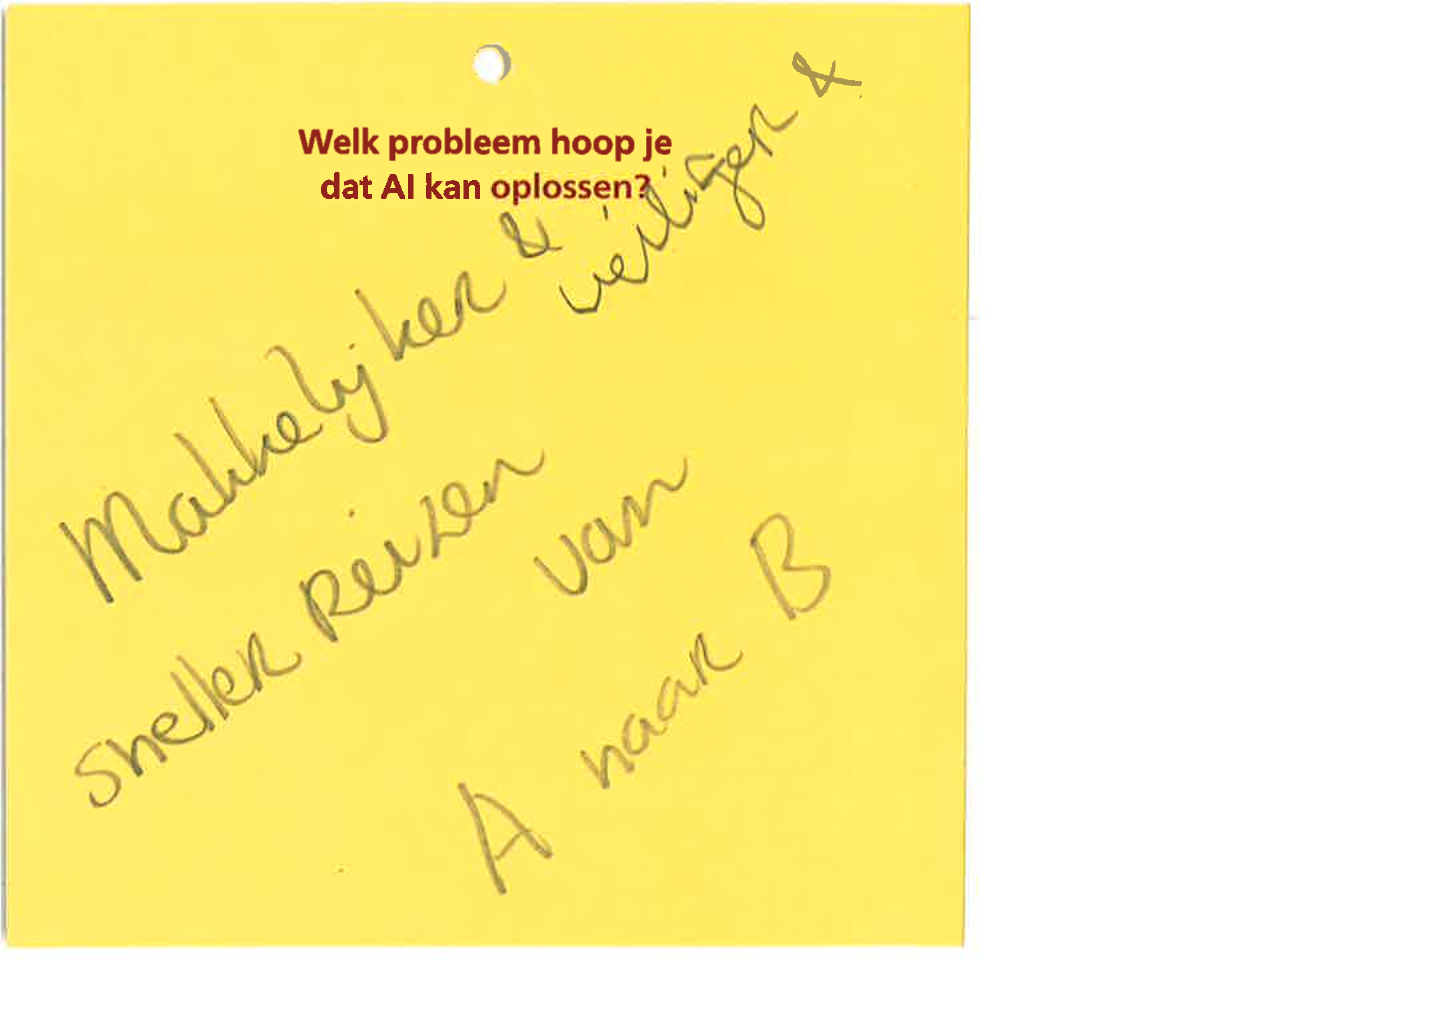 Welk probleem hoop je
dat AI kan oplossen?
Makkelijker & veiliger &
sneller reizen van
A naar B